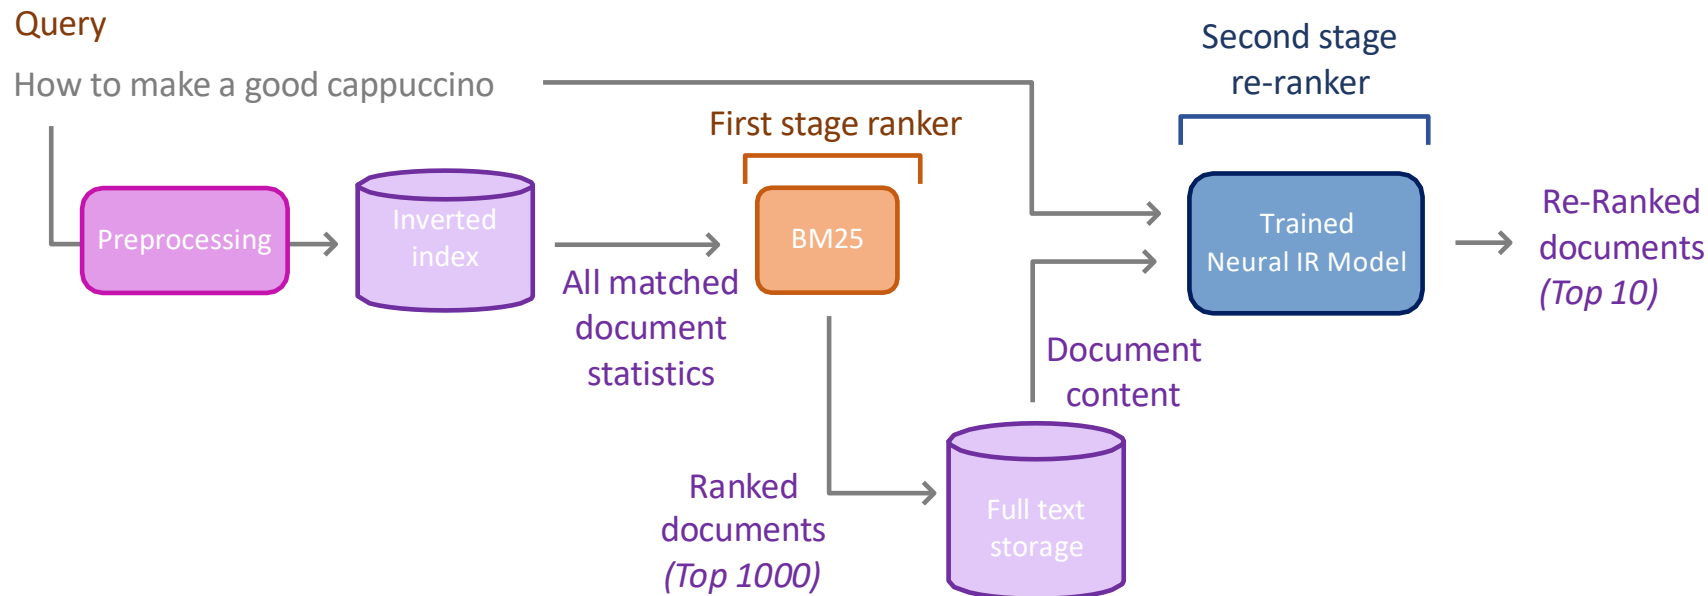 Query
How to make a good cappuccino
Second stage
re-ranker
First stage ranker
Preprocessing
Inverted
index
All matched
document
statistics
BM25
Trained
Neural IR Model
Re-Ranked
documents
(Top 10)
Document
content
Ranked
documents
(Top 1000)
Full text
storage